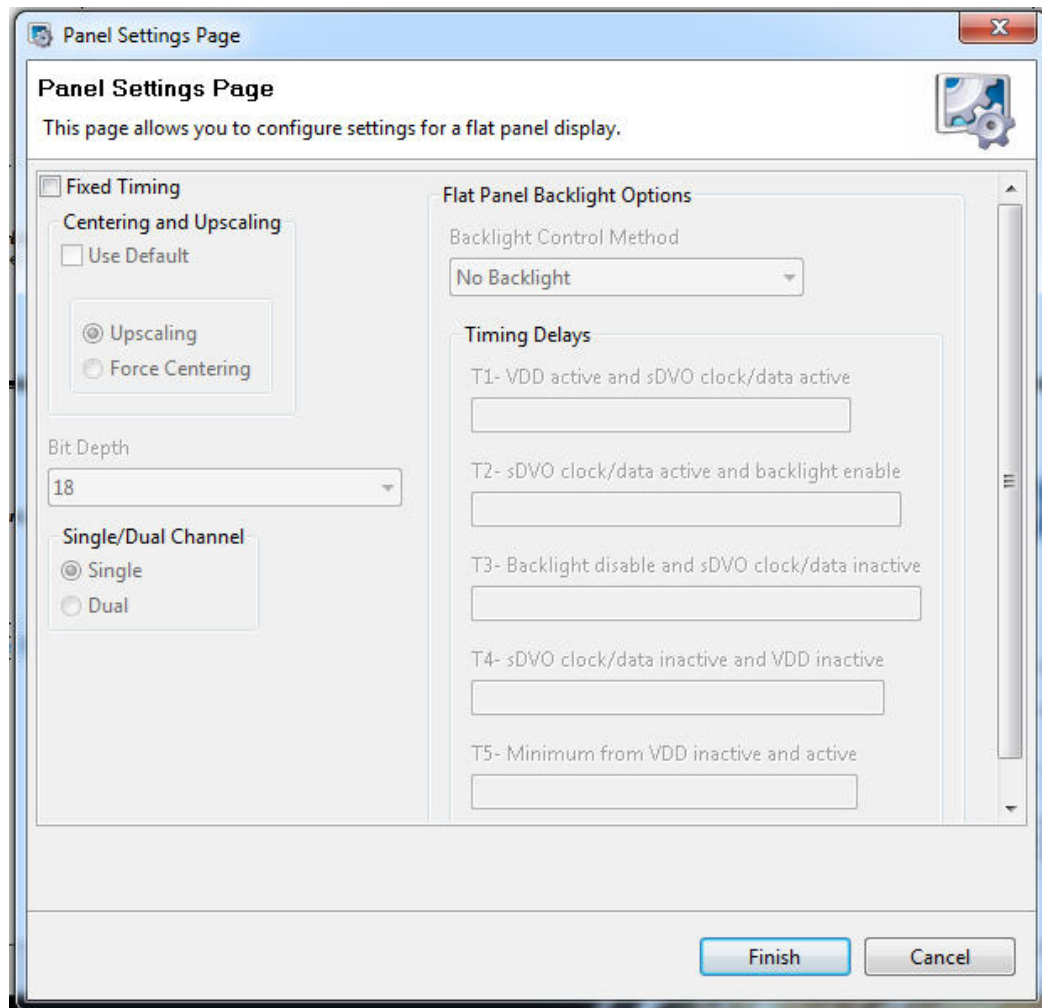 Panel Settings Page
Panel Settings Page
This page allows you to configure settings for a flat panel display.
Fixed Timing
Centering and Upscaling
Use Default
Upscaling
Force Centering
Bit Depth
18
Single/Dual Channel
Single
Dual
Flat Panel Backlight Options
Backlight Control Method
No Backlight
Timing Delays
T1- VDD active and sDVO clock/data active
T2- sDVO clock/data active and backlight enable
T3- Backlight disable and sDVO clock/data inactive
T4- sDVO clock/data inactive and VDD inactive
T5- Minimum from VDD inactive and active
Finish
Cancel